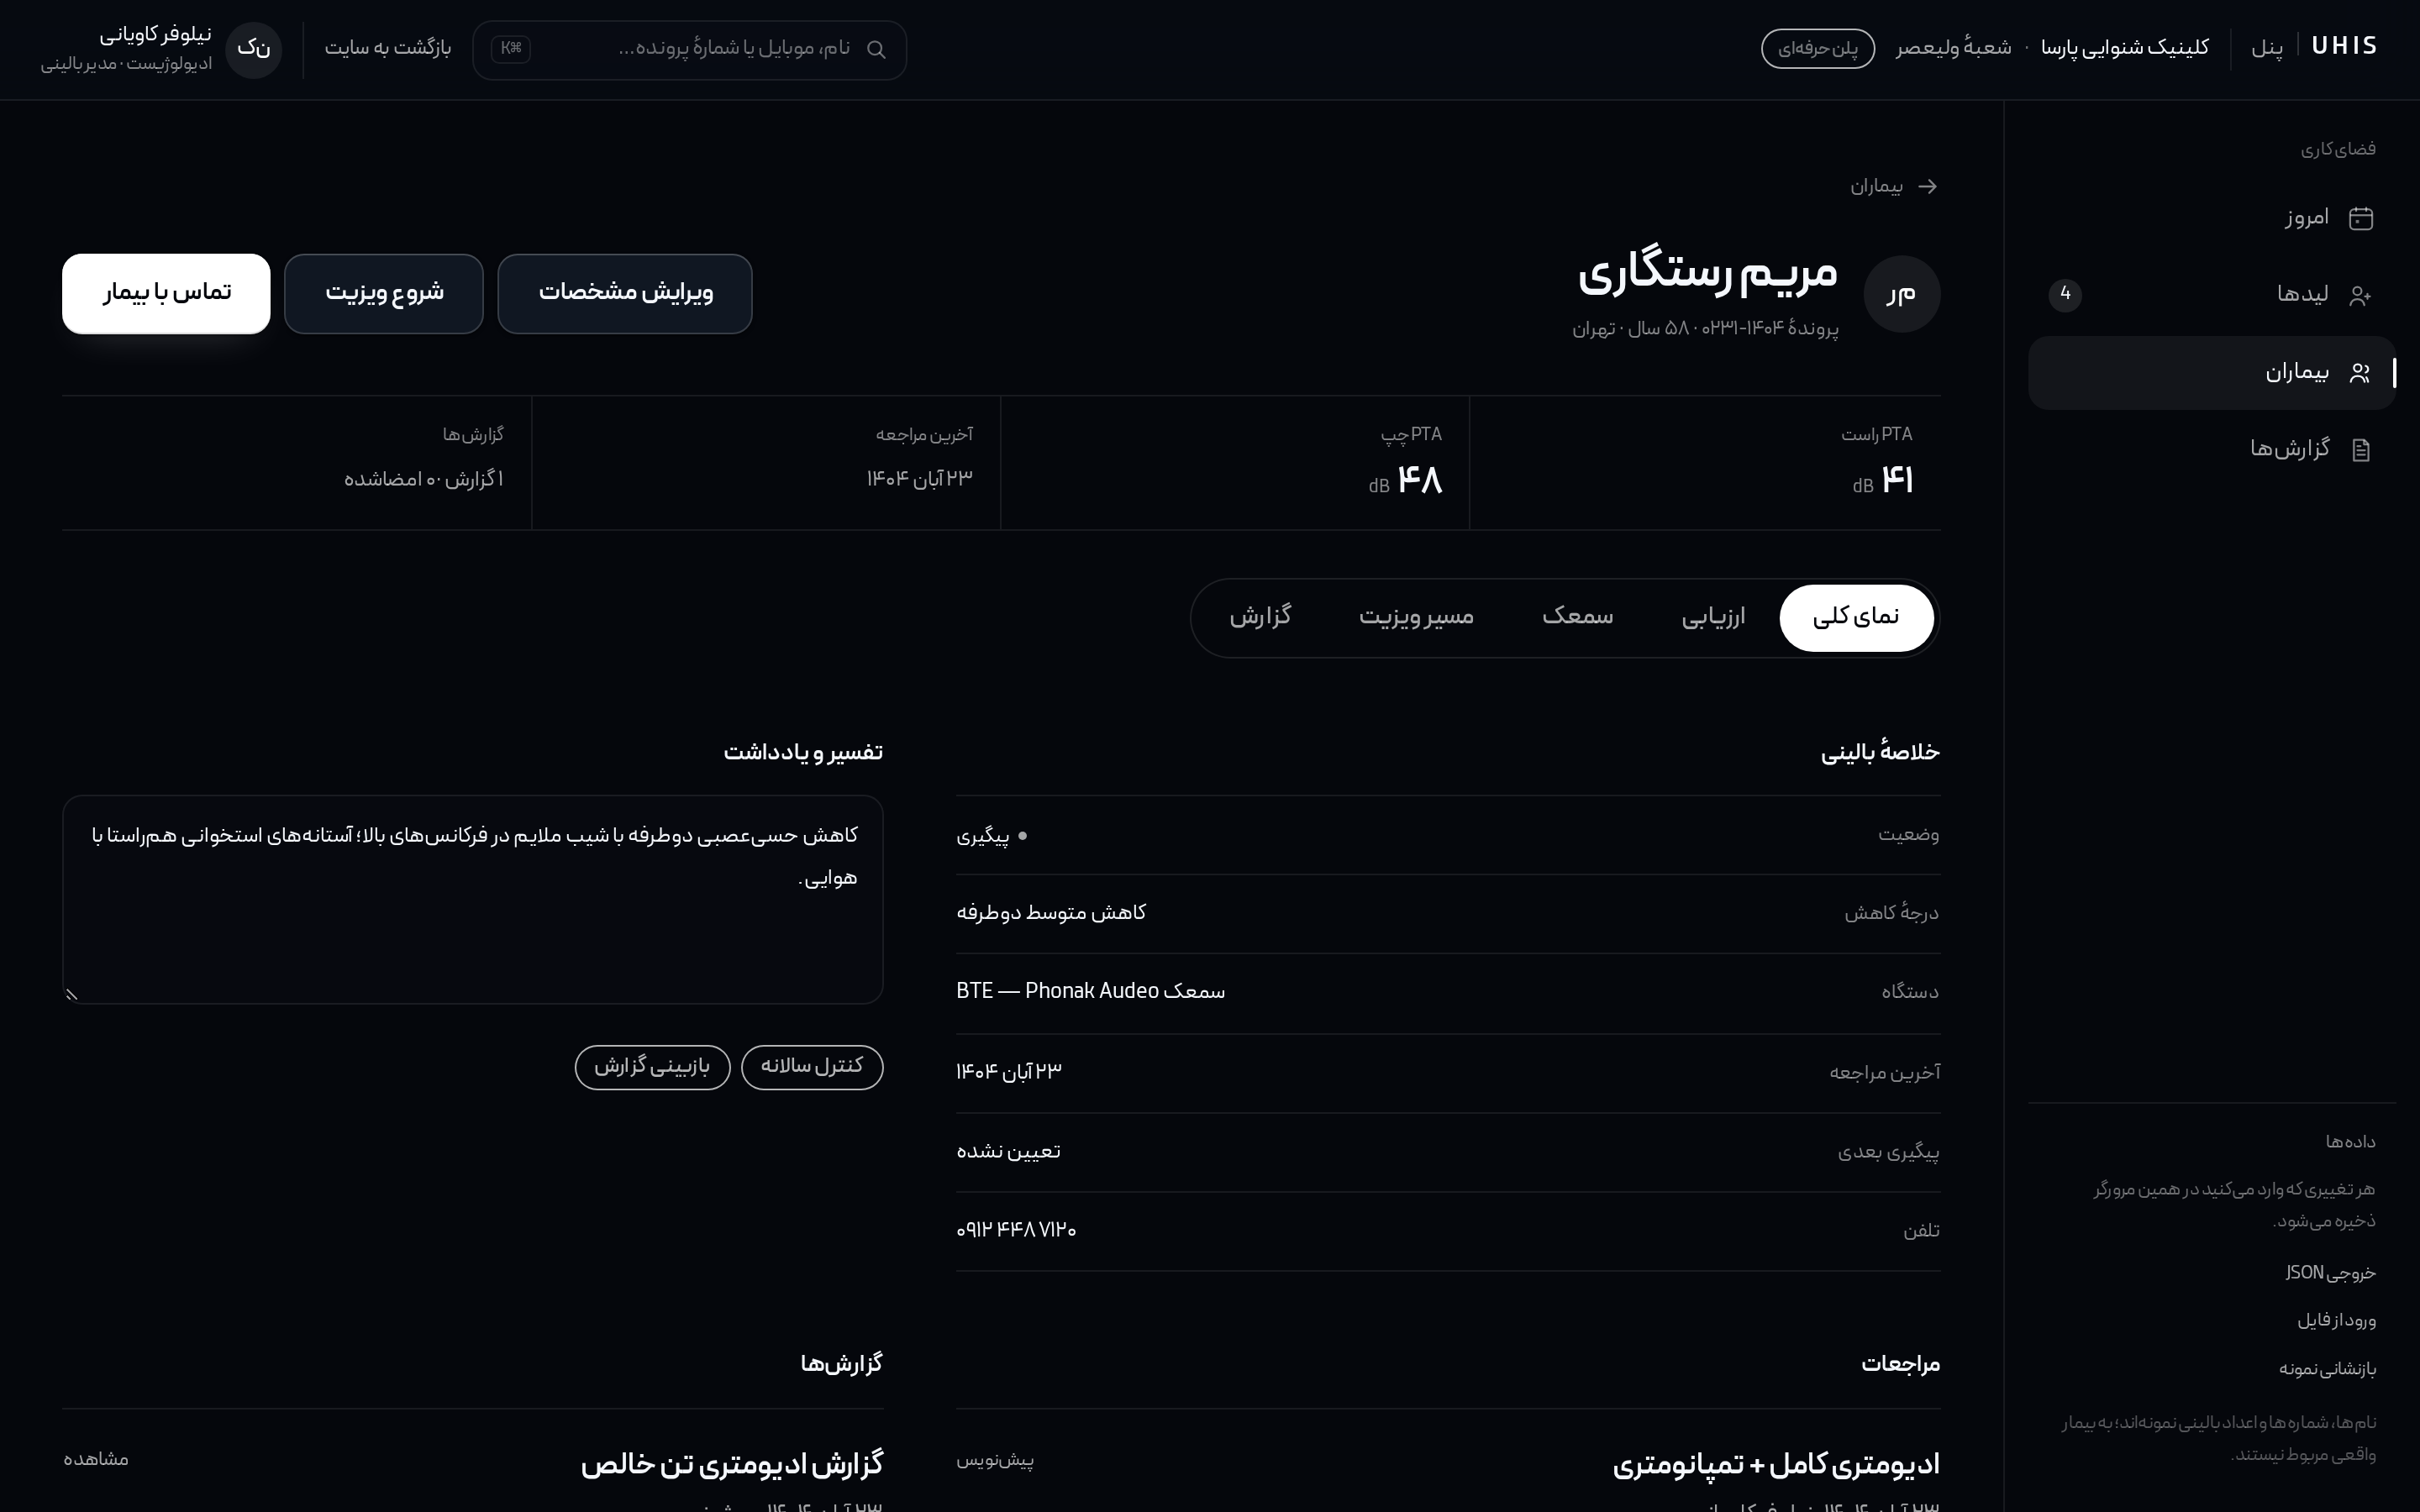 UHIS
پنل
کلینیک شنوایی پارسا · شعبهٔ ولیعصر
پلن حرفه‌ای
نام، موبایل یا شمارهٔ پرونده...
⌘K
بازگشت به سایت
ن‌ک
نیلوفر کاویانی
ادیولوژیست · مدیر بالینی
فضای کاری
امروز
لیدها
4
بیماران
گزارش‌ها
داده‌ها
هر تغییری که وارد می‌کنید در همین مرورگر
ذخیره می‌شود.
خروجی JSON
ورود از فایل
بازنشانی نمونه
نام‌ها، شماره‌ها و اعداد بالینی نمونه‌اند؛ به بیمار
واقعی مربوط نیستند.
بیماران
م‌ر
مریم رستگاری
پروندهٔ ۱۴۰۴-۰۲۳۱ · ۵۸ سال · تهران
ویرایش مشخصات
شروع ویزیت
تماس با بیمار
PTA راست
۴۱ dB
PTA چپ
۴۸ dB
آخرین مراجعه
۲۳ آبان ۱۴۰۴
گزارش‌ها
۱ گزارش · ۰ امضاشده
نمای کلی
ارزیابی
سمعک
مسیر ویزیت
گزارش
خلاصهٔ بالینی
وضعیت
پیگیری
درجهٔ کاهش
کاهش متوسط دوطرفه
دستگاه
سمعک BTE — Phonak Audeo
آخرین مراجعه
۲۳ آبان ۱۴۰۴
پیگیری بعدی
تعیین نشده
تلفن
۰۹۱۲ ۴۴۸ ۷۱۲۰
تفسیر و یادداشت
کاهش حسی‌عصبی دوطرفه با شیب ملایم در فرکانس‌های بالا؛ آستانه‌های استخوانی هم‌راستا با
هوایی.
کنترل سالانه
بازبینی گزارش
مراجعات
ادیومتری کامل + تمپانومتری
پیش‌نویس
گزارش‌ها
گزارش ادیومتری تن خالص
مشاهده